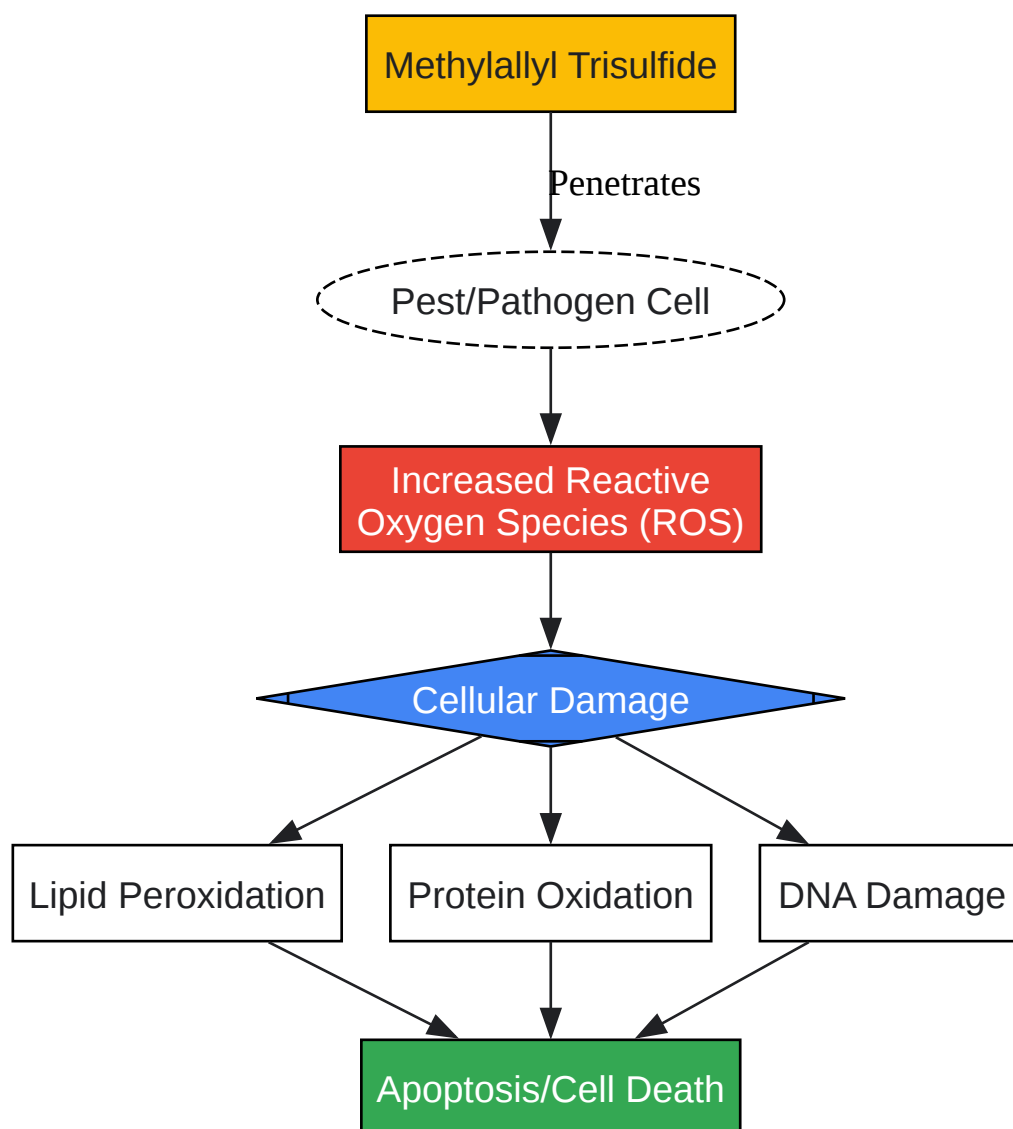 Methylallyl Trisulfide
Penetrates
Pest/Pathogen Cell
Increased Reactive
Oxygen Species (ROS)
Cellular Damage
Lipid Peroxidation
Protein Oxidation
DNA Damage
Apoptosis/Cell Death